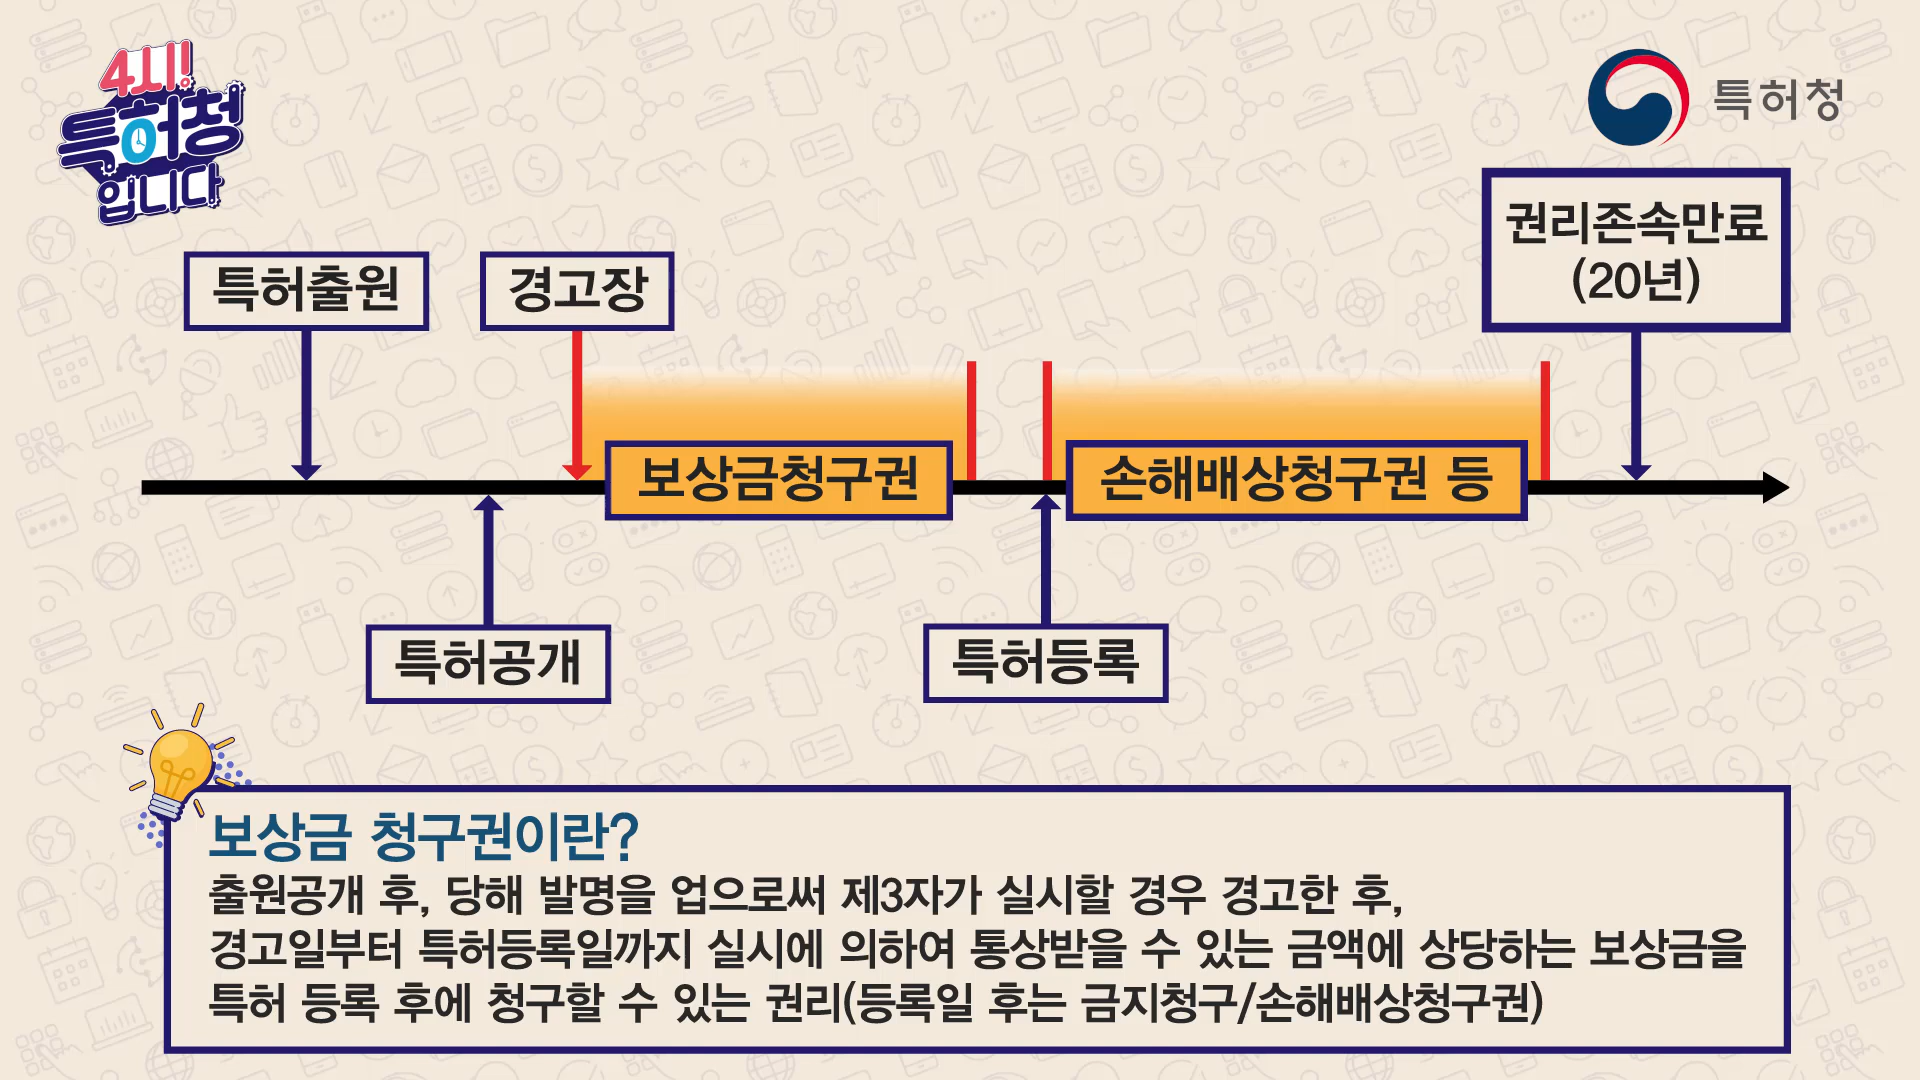 4시!
특허청
입니다
특허청
권리존속만료
(20년)
특허출원
경고장
보상금청구권
손해배상청구권 등
특허공개
특허등록
보상금 청구권이란?
출원공개 후, 당해 발명을 업으로써 제3자가 실시할 경우 경고한 후,
경고일부터 특허등록일까지 실시에 의하여 통상받을 수 있는 금액에 상당하는 보상금을
특허 등록 후에 청구할 수 있는 권리(등록일 후는 금지청구/손해배상청구권)